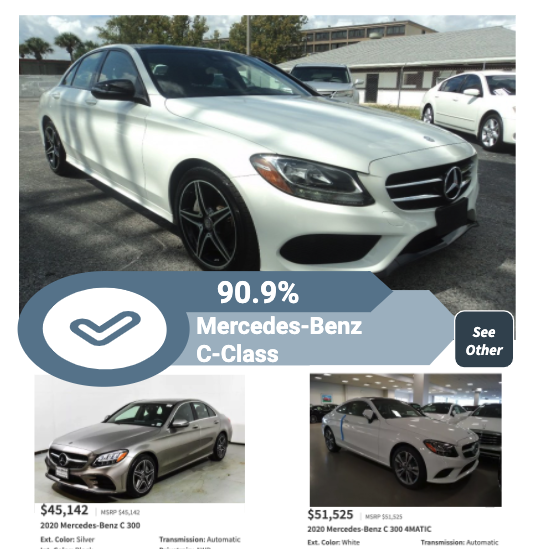 90.9%
Mercedes-Benz
C-Class
See
Other
$45,142 | MSRP $45,142
2020 Mercedes-Benz C 300
Ext. Color: Silver Transmission: Automatic
$51,525 | MSRP $51,525
2020 Mercedes-Benz C 300 4MATIC
Ext. Color: White Transmission: Automatic